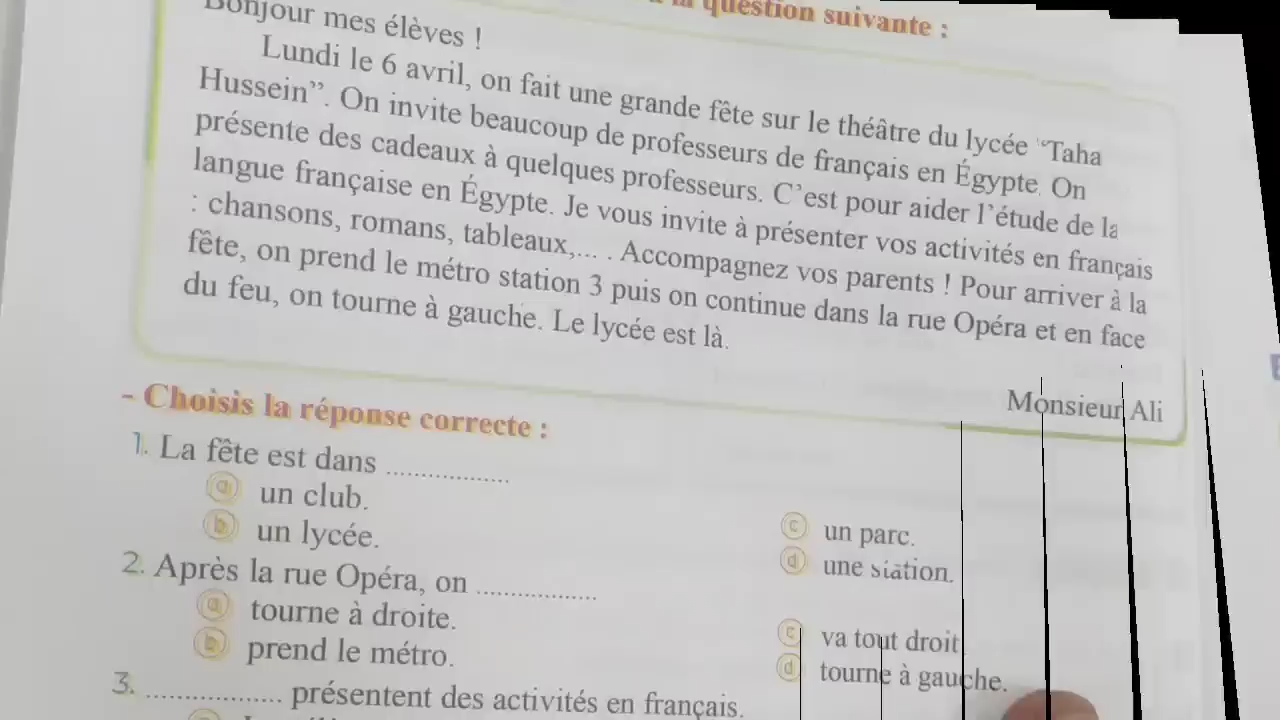 la question suivante :
Bonjour mes élèves !
Lundi le 6 avril, on fait une grande fête sur le théâtre du lycée “Taha
Hussein”. On invite beaucoup de professeurs de français en Égypte. On
présente des cadeaux à quelques professeurs. C’est pour aider l’étude de la
langue française en Égypte. Je vous invite à présenter vos activités en français
: chansons, romans, tableaux,... . Accompagnez vos parents ! Pour arriver à la
fête, on prend le métro station 3 puis on continue dans la rue Opéra et en face
du feu, on tourne à gauche. Le lycée est là.
Monsieur Ali
- Choisis la réponse correcte :
1. La fête est dans ..................
a un club.
b un lycée.
c un parc.
d une station.
2. Après la rue Opéra, on ..................
a tourne à droite.
b prend le métro.
c va tout droit
d tourne à gauche.
3. .................. présentent des activités en français.